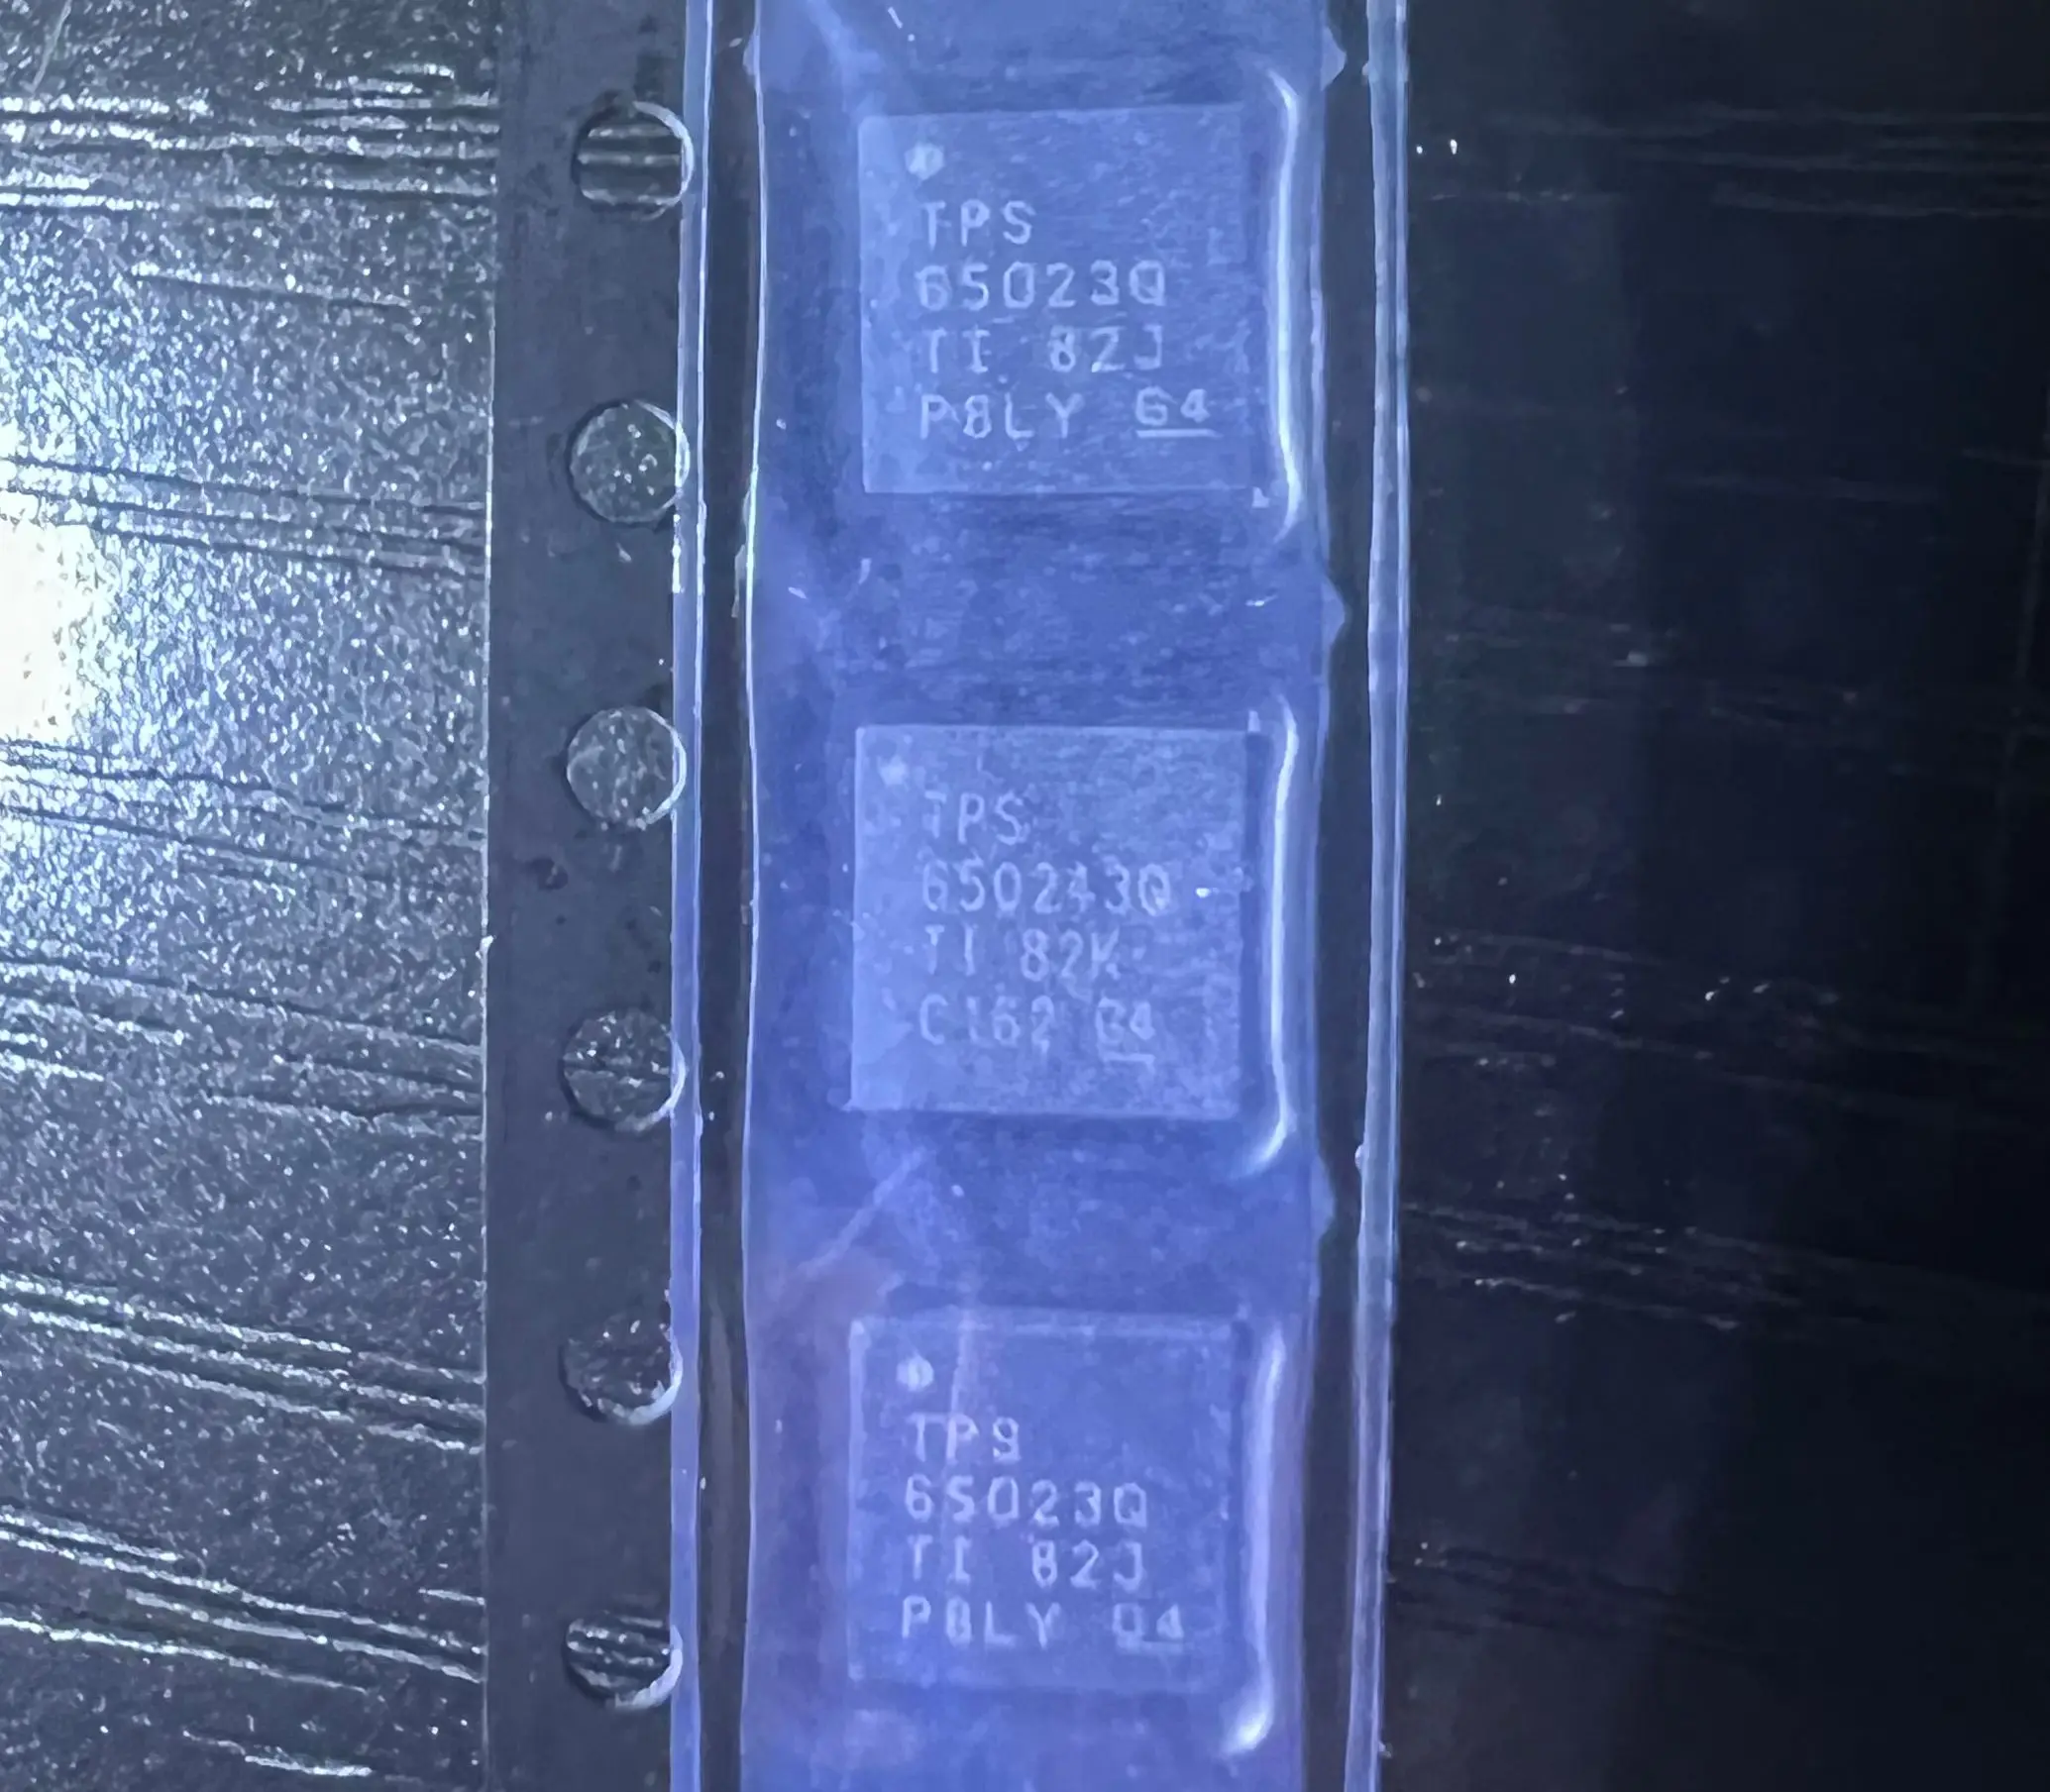 TPS
65023Q
TI 82J
P8LY G4
TPS
650243Q
TI 82K
C162 G4
TPS
65023Q
TI 82J
P8LY G4